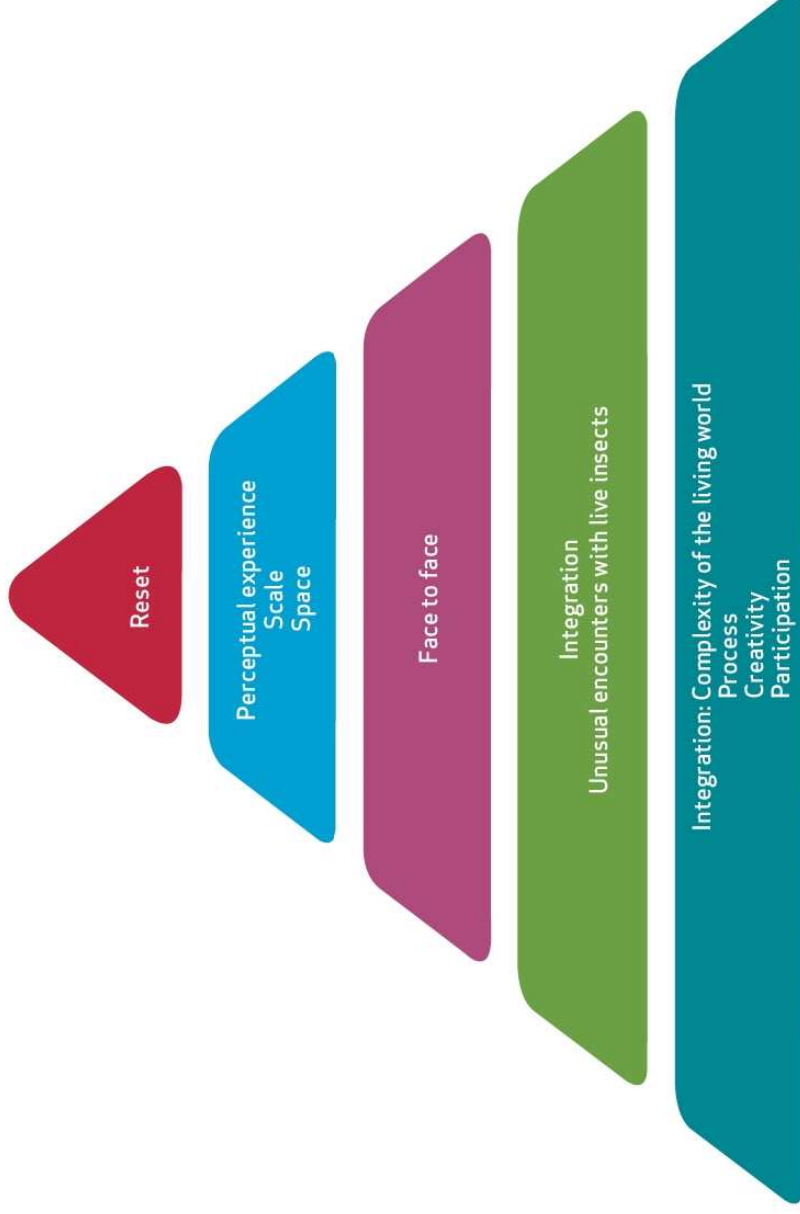 Reset
Perceptual experience
Scale
Space
Face to face
Integration
Unusual encounters with live insects
Integration: Complexity of the living world
Process
Creativity
Participation